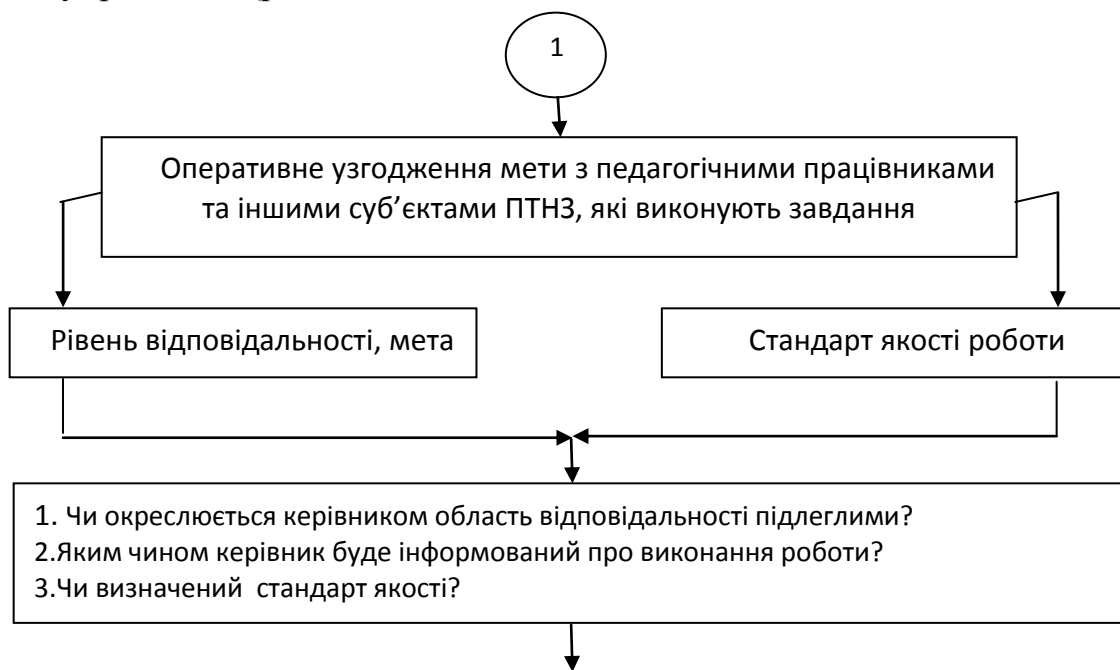 1
Оперативне узгодження мети з педагогічними працівниками
та іншими суб’єктами ПТНЗ, які виконують завдання
Рівень відповідальності, мета
Стандарт якості роботи
1. Чи окреслюється керівником область відповідальності підлеглими?
2.Яким чином керівник буде інформований про виконання роботи?
3.Чи визначений стандарт якості?